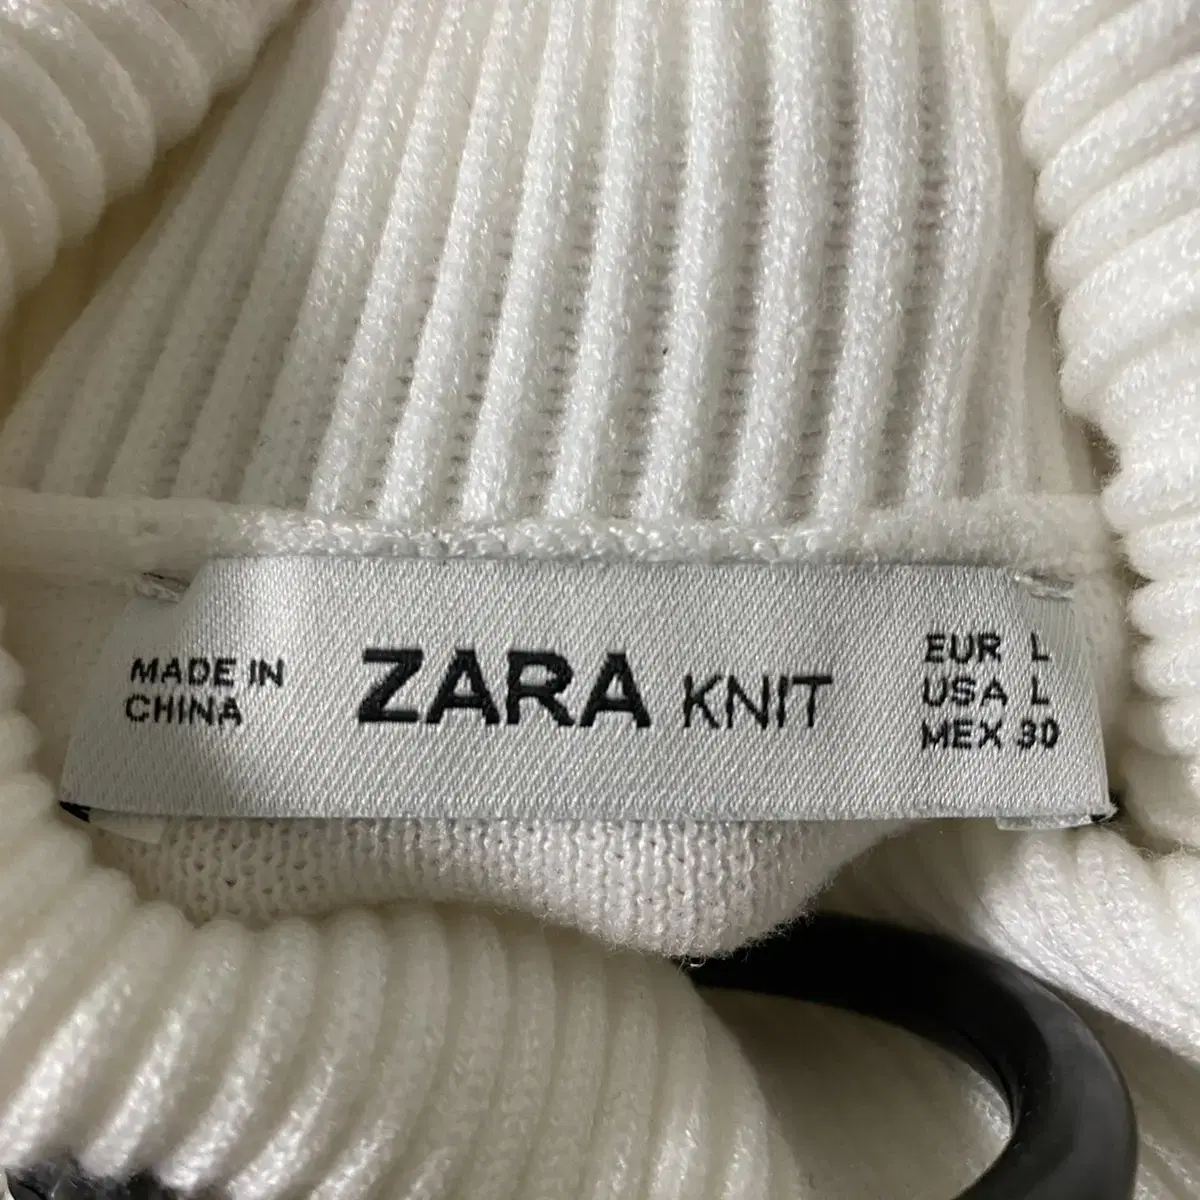 MADE IN
CHINA
ZARA KNIT
EUR L
USA L
MEX 30